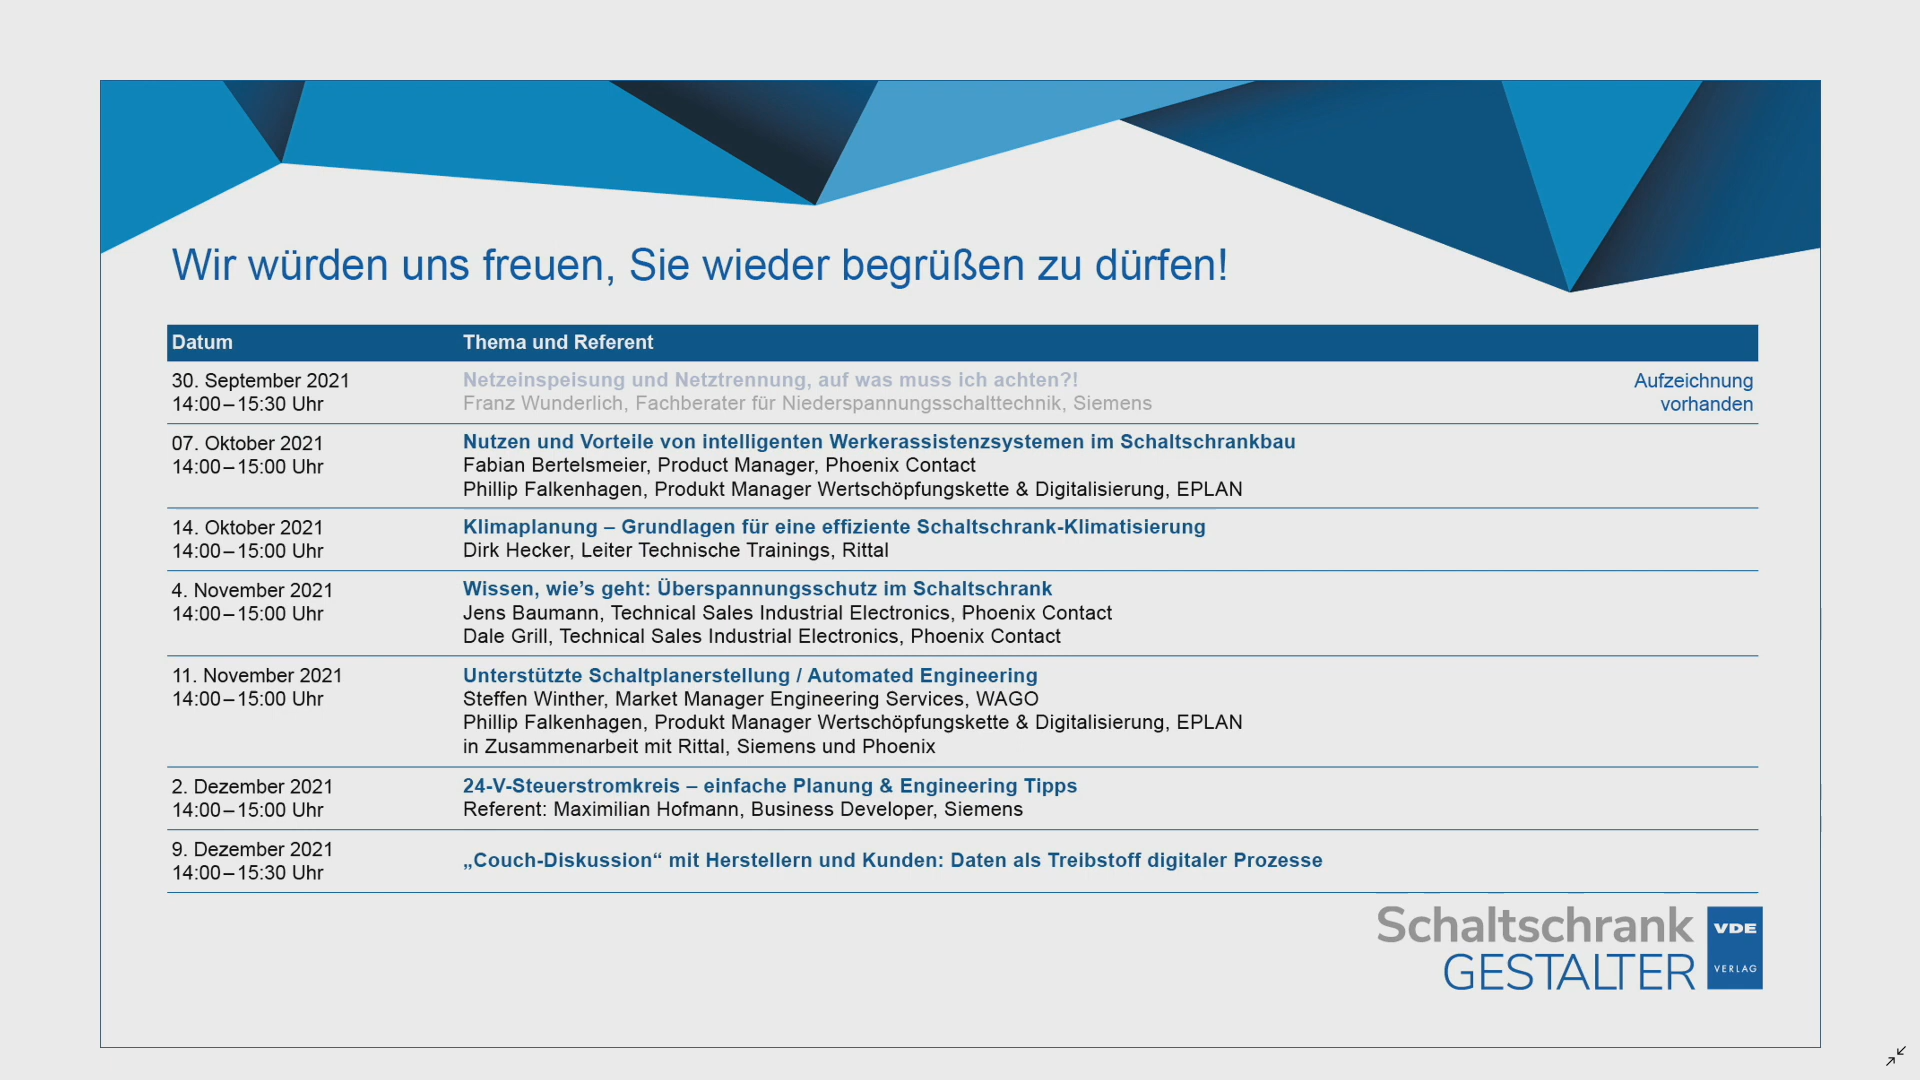 Wir würden uns freuen, Sie wieder begrüßen zu dürfen!
Datum Thema und Referent
30. September 2021
14:00–15:30 Uhr
Netzeinspeisung und Netztrennung, auf was muss ich achten?!
Franz Wunderlich, Fachberater für Niederspannungsschalttechnik, Siemens
Aufzeichnung
vorhanden
07. Oktober 2021
14:00–15:00 Uhr
Nutzen und Vorteile von intelligenten Werkerassistenzsystemen im Schaltschrankbau
Fabian Bertelsmeier, Product Manager, Phoenix Contact
Phillip Falkenhagen, Produkt Manager Wertschöpfungskette & Digitalisierung, EPLAN
14. Oktober 2021
14:00–15:00 Uhr
Klimaplanung – Grundlagen für eine effiziente Schaltschrank-Klimatisierung
Dirk Hecker, Leiter Technische Trainings, Rittal
4. November 2021
14:00–15:00 Uhr
Wissen, wie’s geht: Überspannungsschutz im Schaltschrank
Jens Baumann, Technical Sales Industrial Electronics, Phoenix Contact
Dale Grill, Technical Sales Industrial Electronics, Phoenix Contact
11. November 2021
14:00–15:00 Uhr
Unterstützte Schaltplanerstellung / Automated Engineering
Steffen Winther, Market Manager Engineering Services, WAGO
Phillip Falkenhagen, Produkt Manager Wertschöpfungskette & Digitalisierung, EPLAN
in Zusammenarbeit mit Rittal, Siemens und Phoenix
2. Dezember 2021
14:00–15:00 Uhr
24-V-Steuerstromkreis – einfache Planung & Engineering Tipps
Referent: Maximilian Hofmann, Business Developer, Siemens
9. Dezember 2021
14:00–15:30 Uhr
„Couch-Diskussion“ mit Herstellern und Kunden: Daten als Treibstoff digitaler Prozesse
Schaltschrank
GESTALTER
VDE
VERLAG